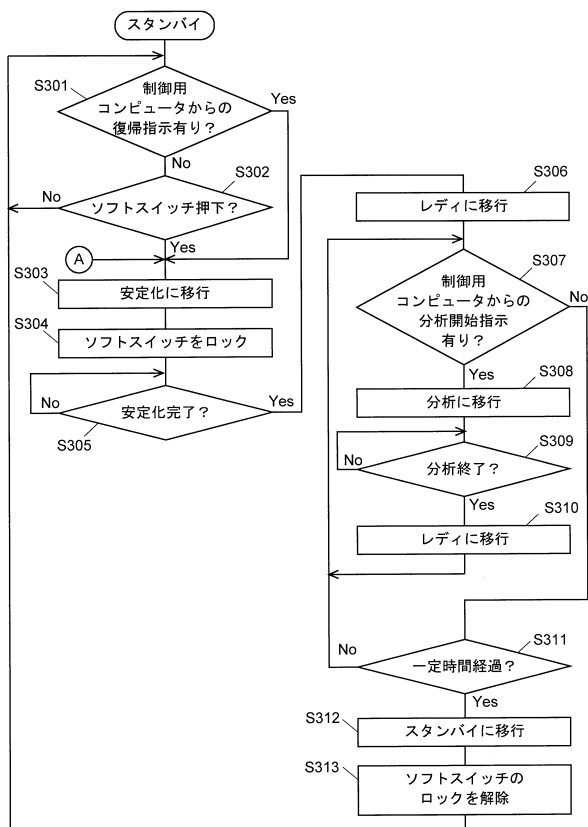 スタンバイ
S301
制御用
コンピュータからの
復帰指示有り？
Yes
No
S302
No
ソフトスイッチ押下？
Yes
A
S303
安定化に移行
S304
ソフトスイッチをロック
No
安定化完了？
Yes
S305
S306
レディに移行
S307
制御用
コンピュータからの
分析開始指示
有り？
No
Yes
S308
分析に移行
S309
No
分析終了？
Yes
S310
レディに移行
S311
No
一定時間経過？
Yes
S312
スタンバイに移行
S313
ソフトスイッチの
ロックを解除